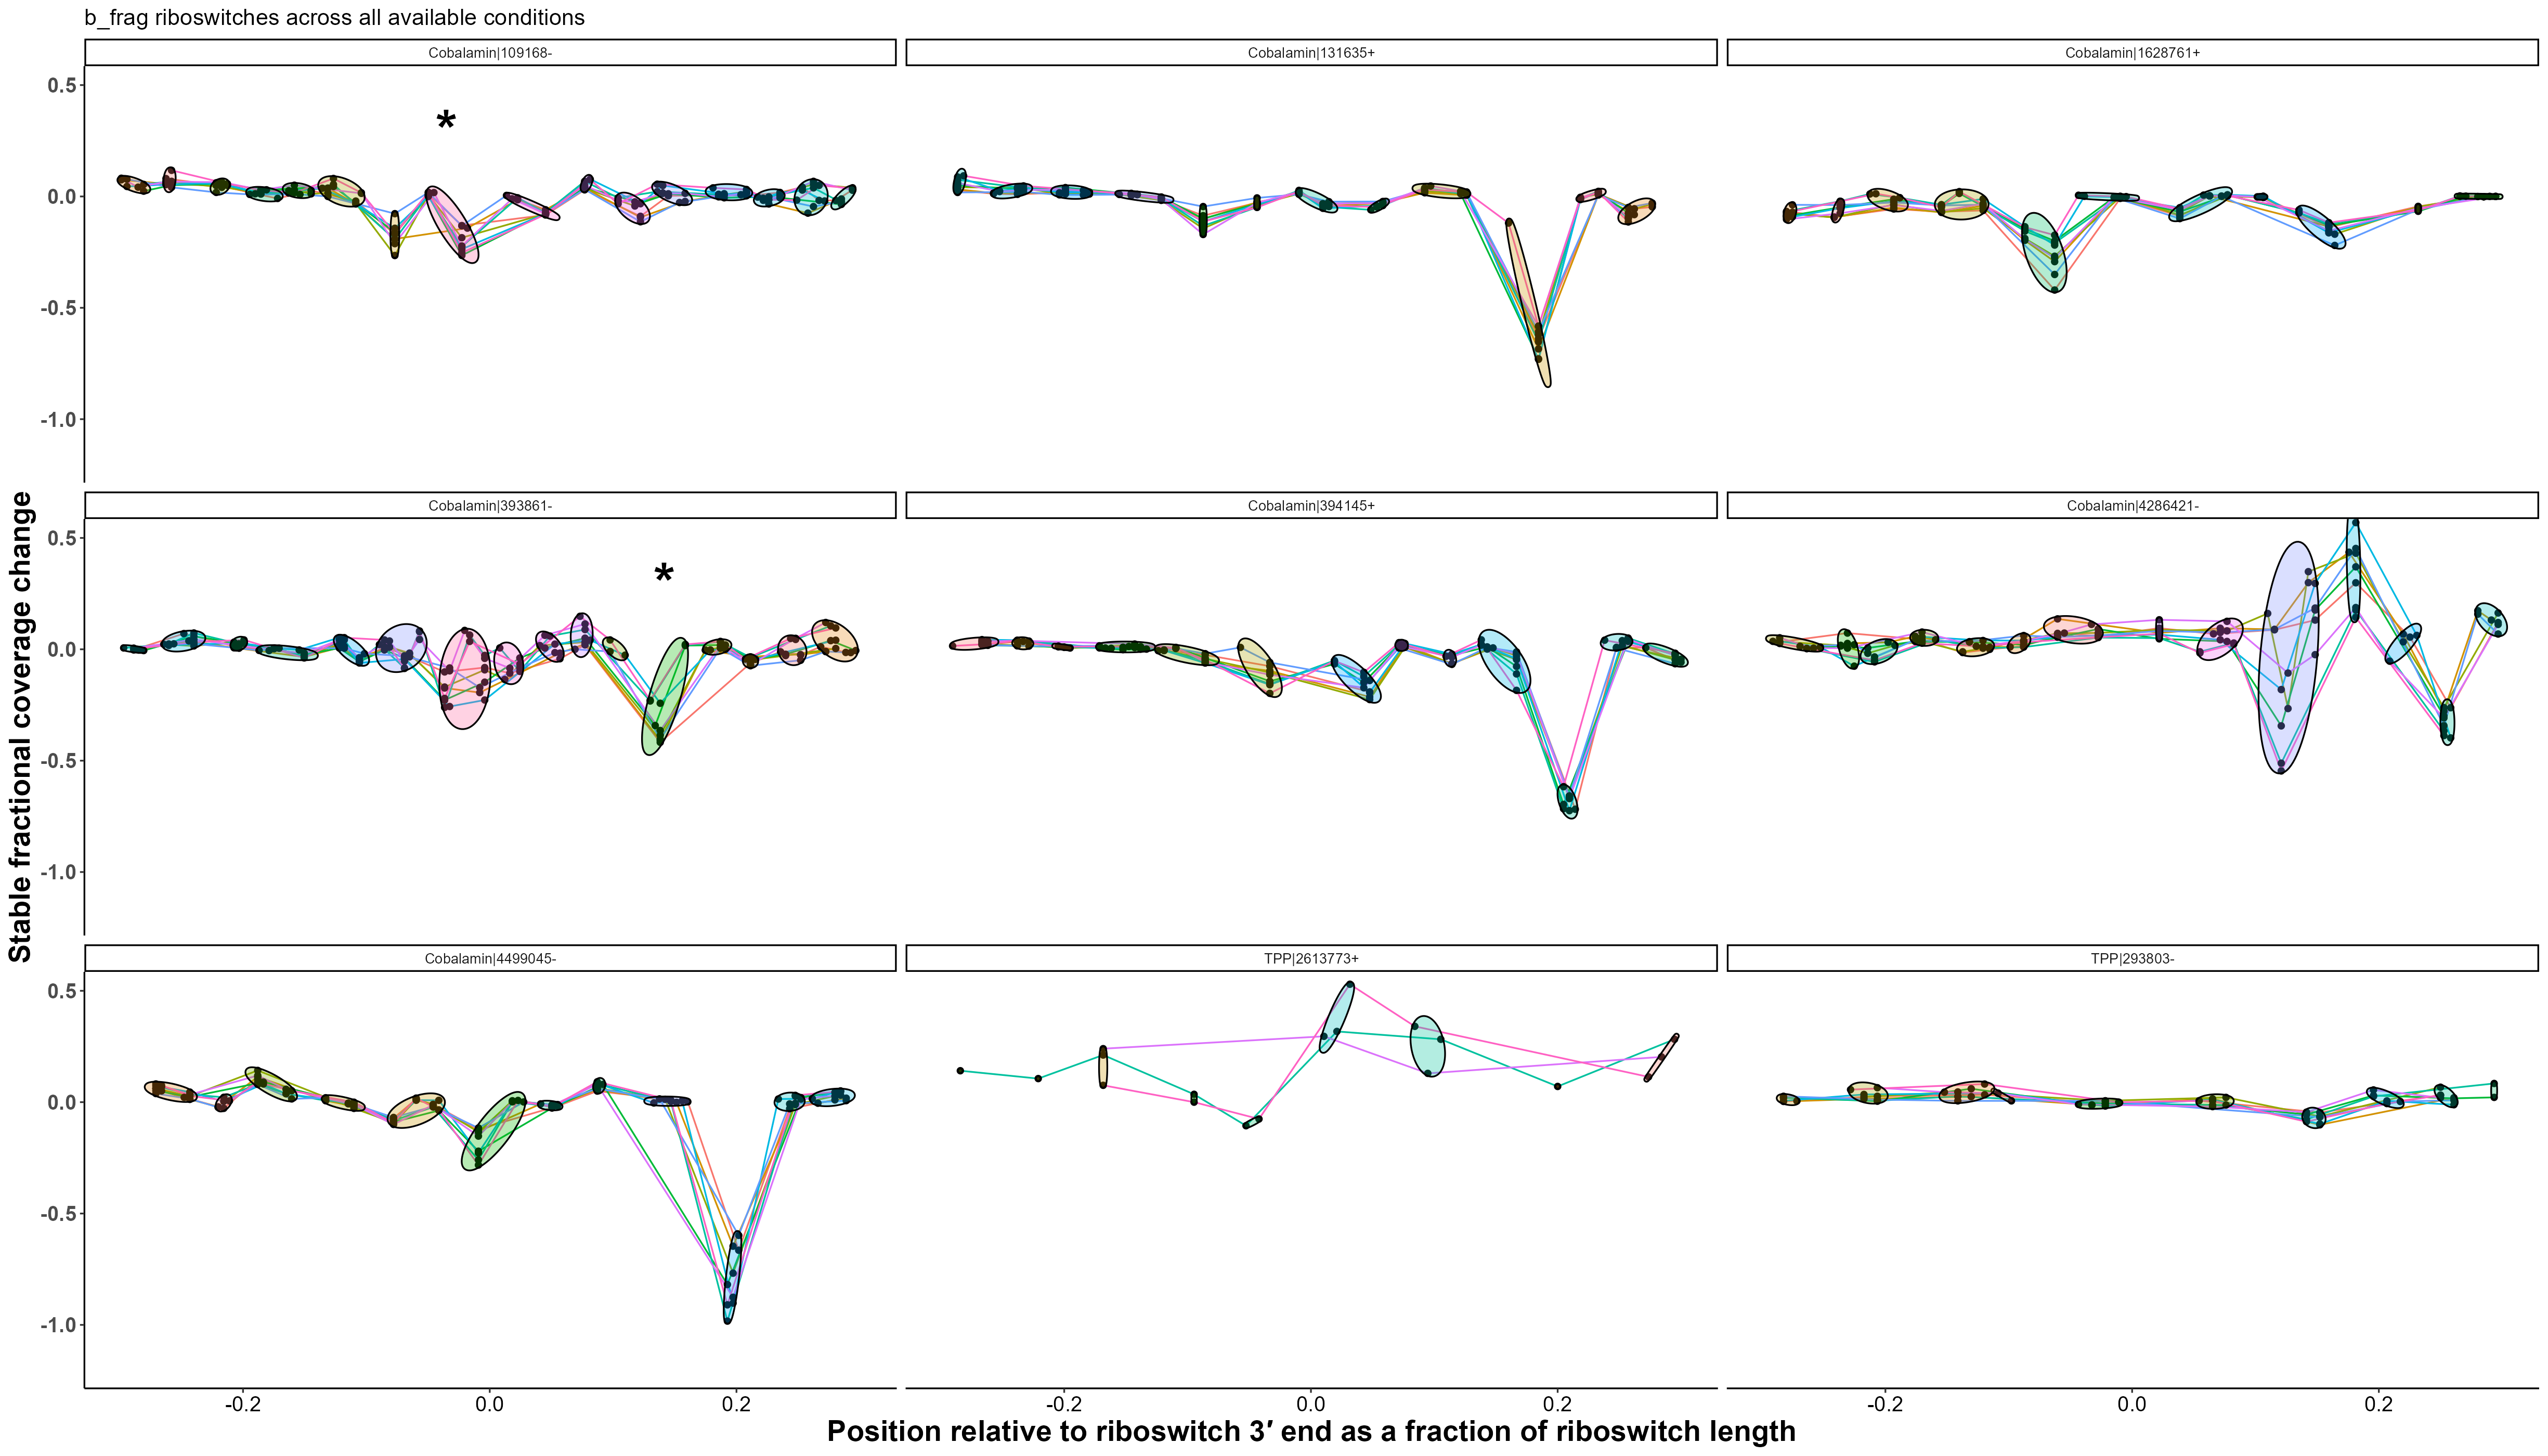 b_frag riboswitches across all available conditions
Cobalamin|109168-
Cobalamin|131635+
Cobalamin|1628761+
0.5
0.0
-0.5
-1.0
*
Cobalamin|393861-
Cobalamin|394145+
Cobalamin|4286421-
0.5
0.0
-0.5
-1.0
*
Stable fractional coverage change
Cobalamin|4499045-
TPP|2613773+
TPP|293803-
0.5
0.0
-0.5
-1.0
-0.2 0.0 0.2
-0.2 0.0 0.2
-0.2 0.0 0.2
Position relative to riboswitch 3′ end as a fraction of riboswitch length